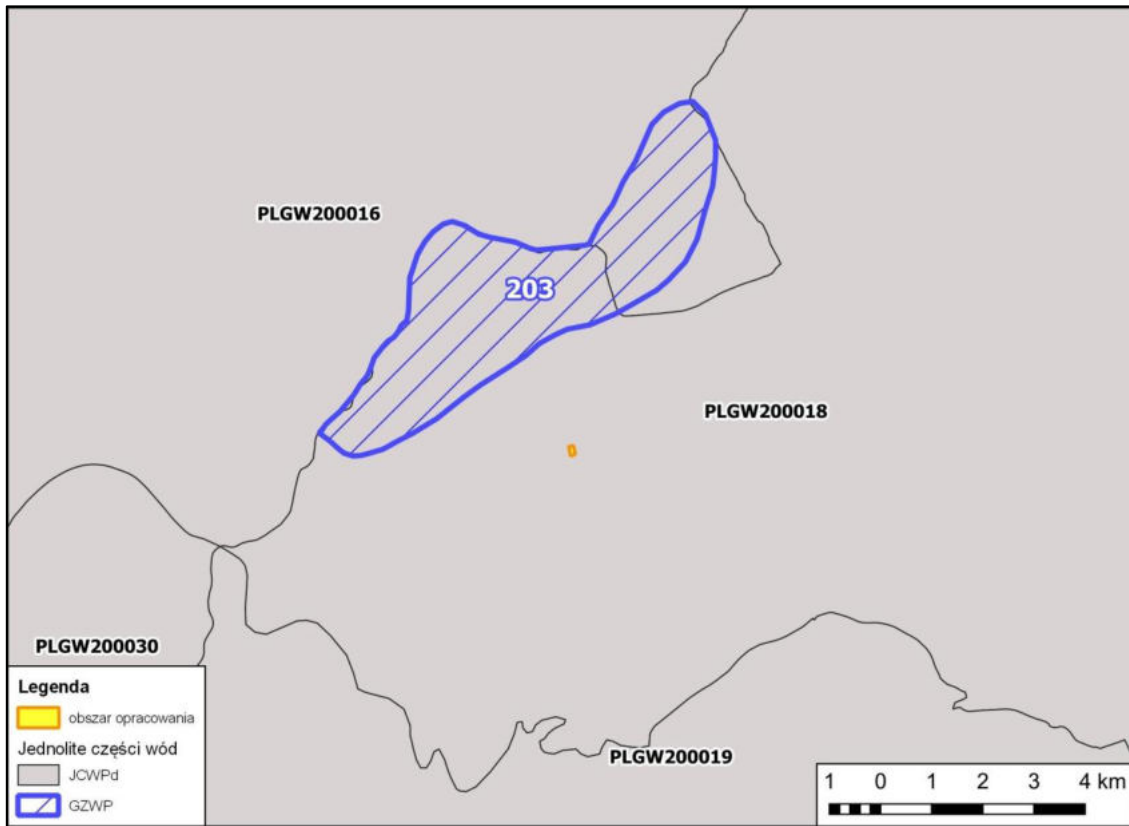 PLGW200016
203
PLGW200018
PLGW200030
PLGW200019
Legenda
obszar opracowania
Jednolite części wód
JCWPd
GZWP
1 0 1 2 3 4 km